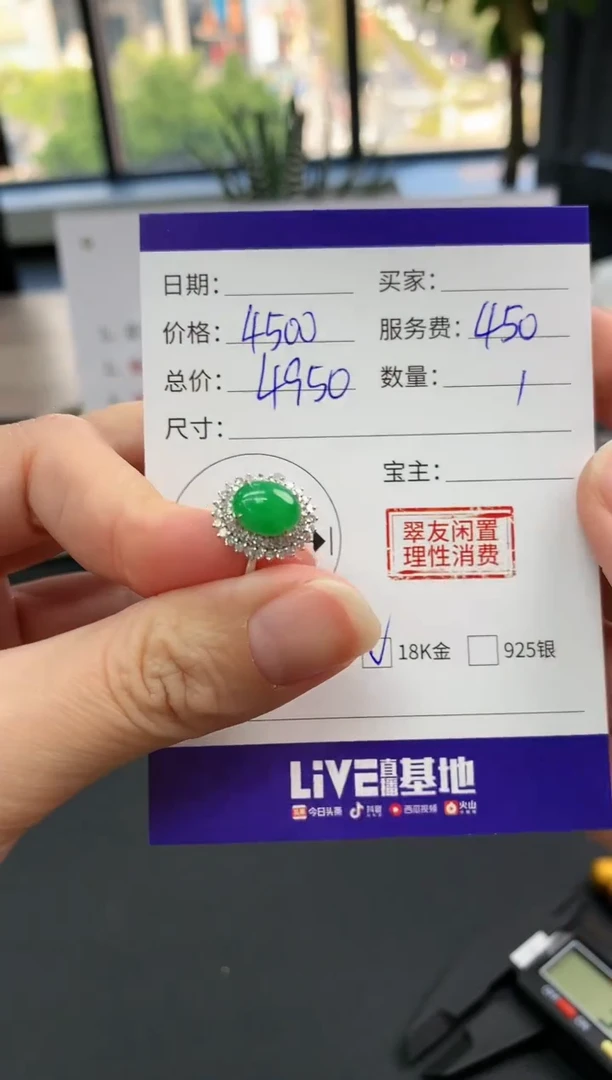 日期：
买家：
价格：4500
服务费：450
总价：4950
数量：1
尺寸：
宝主：
翠友闲置
理性消费
18K金
925银
LiVE直播基地
今日头条 抖音 西瓜视频 火山